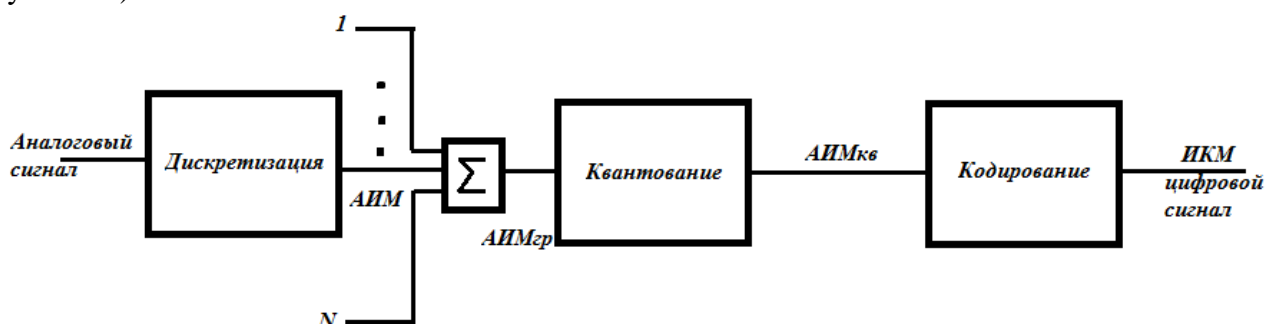 1
Аналоговый
сигнал
Дискретизация
АИМ
Σ
АИМгр
Квантование
АИМкв
Кодирование
ИКМ
цифровой
сигнал
N